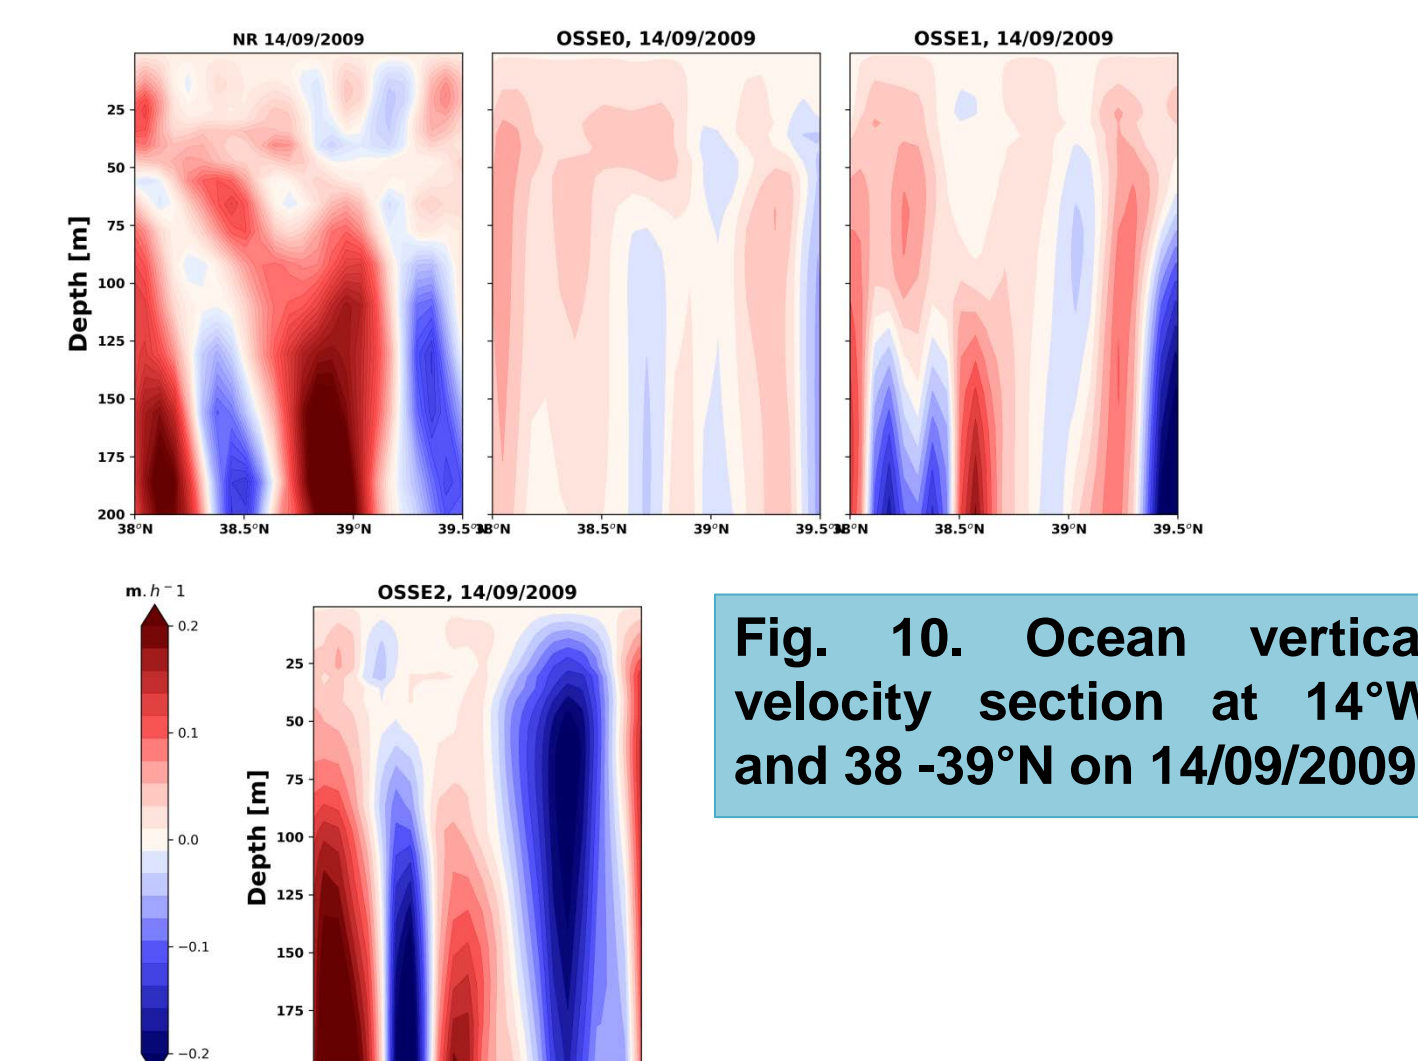 NR 14/09/2009
OSSE0, 14/09/2009
OSSE1, 14/09/2009
Depth [m]
25
50
75
100
125
150
175
200
38°N 38.5°N 39°N 39.5°N
38.5°N 39°N 39.5°N
38.5°N 39°N 39.5°N
m.h⁻1
0.2
0.1
0.0
−0.1
−0.2
OSSE2, 14/09/2009
Depth [m]
25
50
75
100
125
150
175
Fig. 10. Ocean vertica
velocity section at 14°W
and 38 -39°N on 14/09/2009